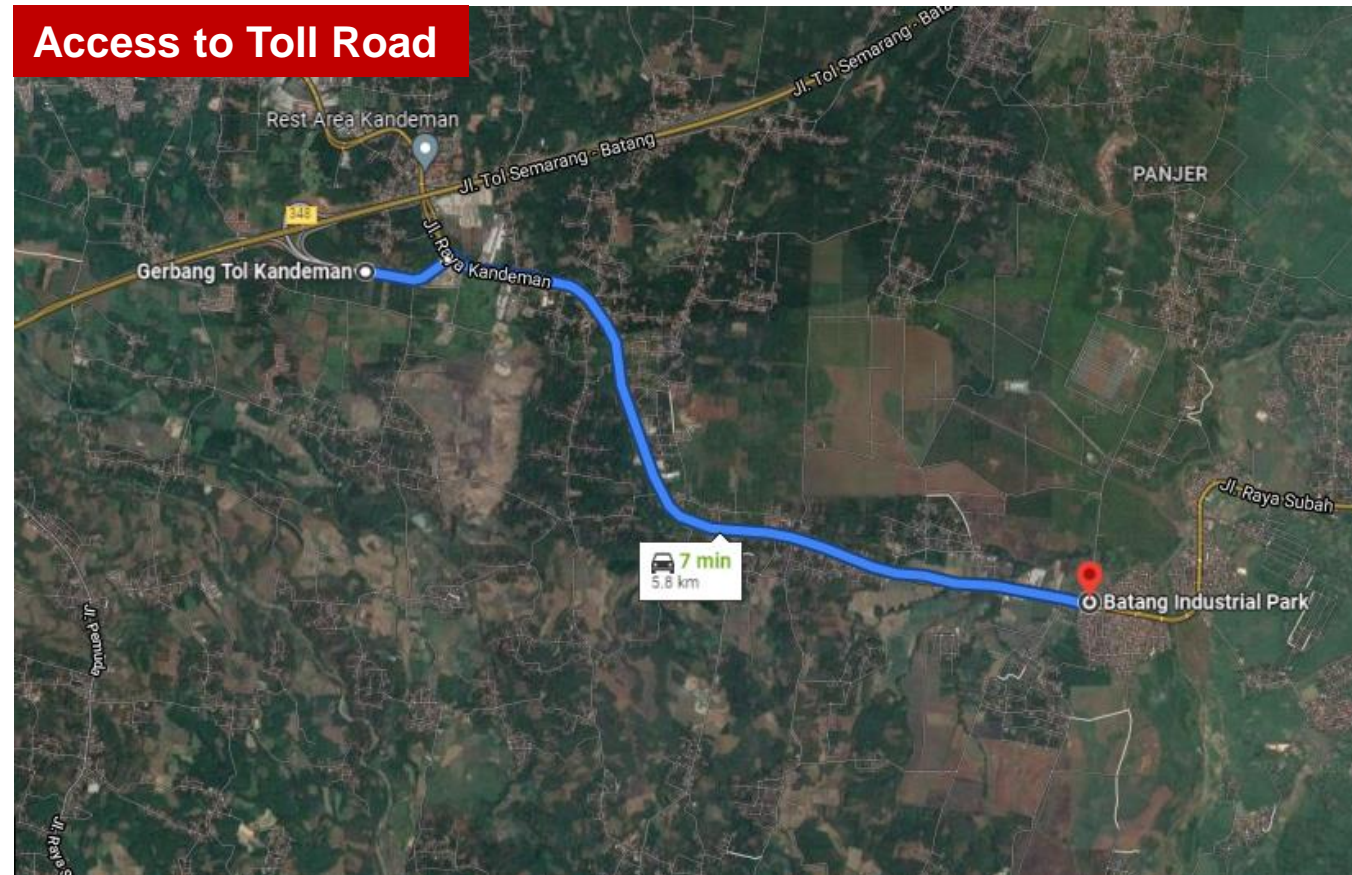 Access to Toll Road
Jl. Tol Semarang - Bata
Rest Area Kandeman
Jl. Tol Semarang - Batang
PANJER
348
Jl. Raya Kandeman
Gerbang Tol Kandeman
Jl. Raya Subah
7 min
5,8 km
Batang Industrial Park
Jl. Pemuda
Jl. Raya